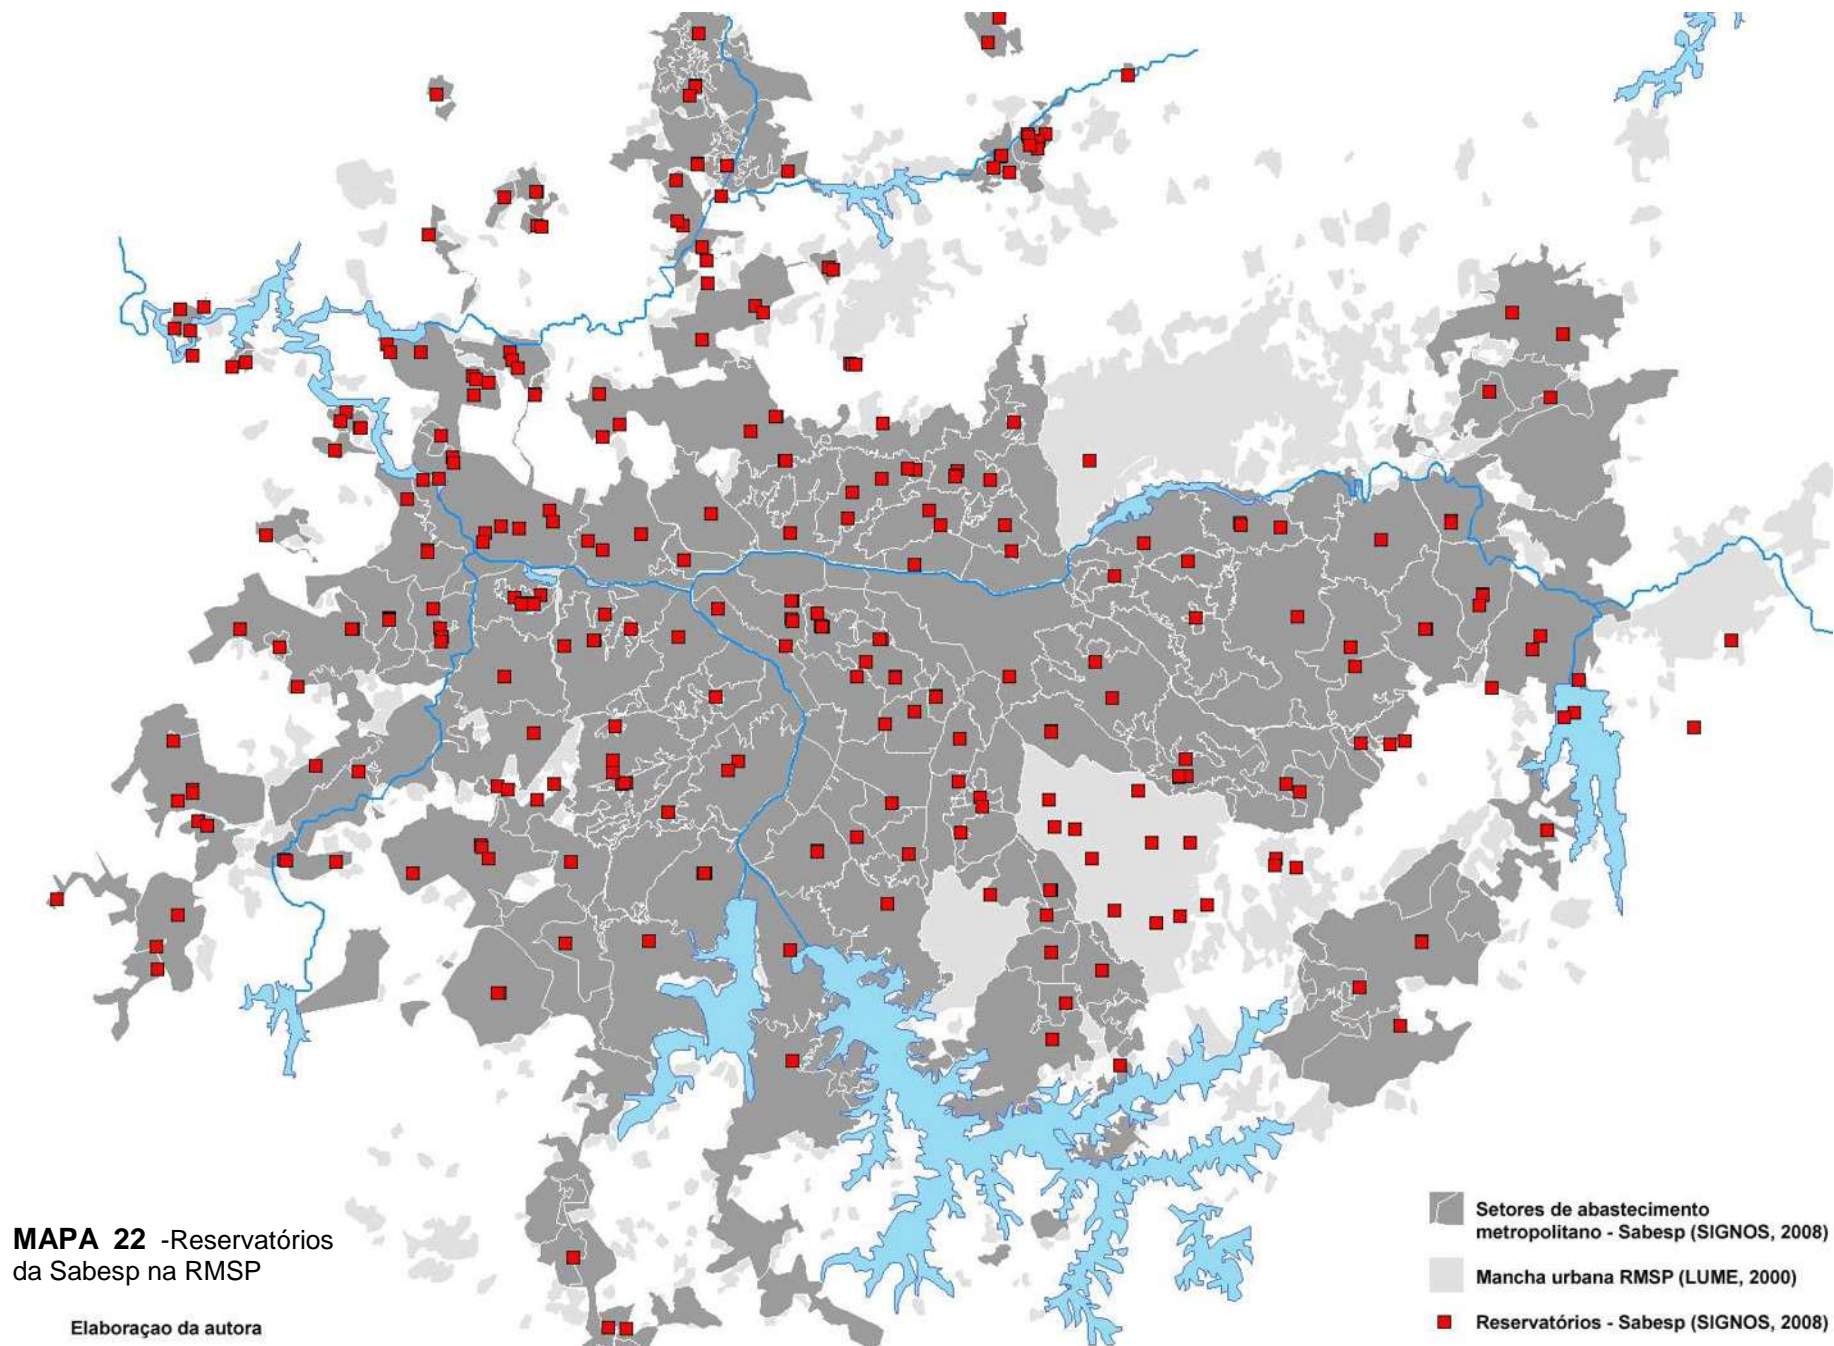 MAPA 22 -Reservatórios
da Sabesp na RMSP
Elaboraçao da autora
Setores de abastecimento
metropolitano - Sabesp (SIGNOS, 2008)
Mancha urbana RMSP (LUME, 2000)
Reservatórios - Sabesp (SIGNOS, 2008)